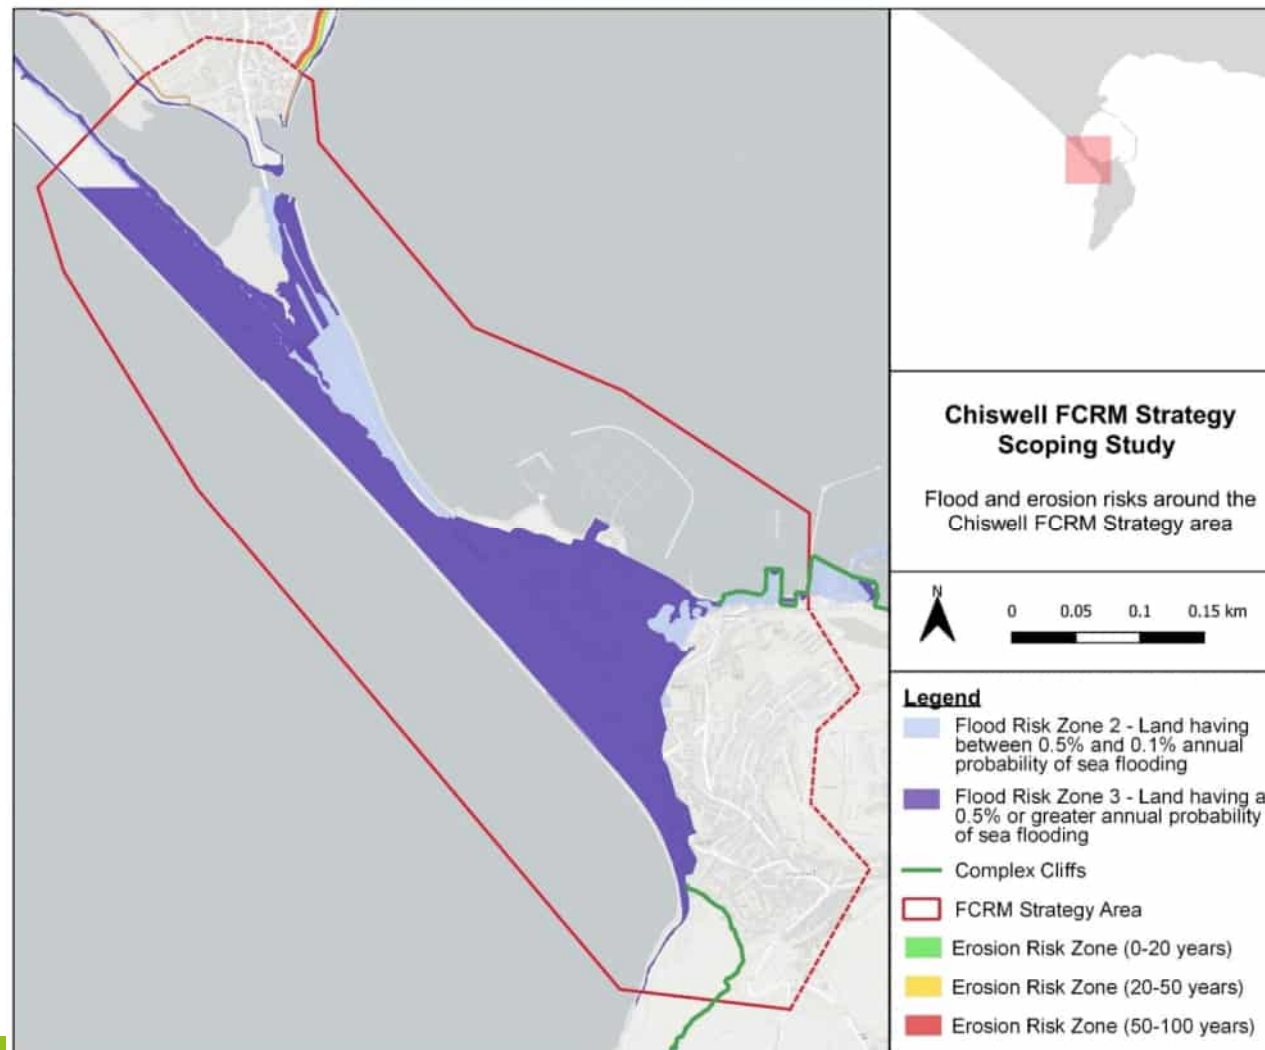 Chiswell FCRM Strategy
Scoping Study
Flood and erosion risks around the
Chiswell FCRM Strategy area
N
0 0.05 0.1 0.15 km
Legend
Flood Risk Zone 2 - Land having
between 0.5% and 0.1% annual
probability of sea flooding
Flood Risk Zone 3 - Land having a
0.5% or greater annual probability
of sea flooding
Complex Cliffs
FCRM Strategy Area
Erosion Risk Zone (0-20 years)
Erosion Risk Zone (20-50 years)
Erosion Risk Zone (50-100 years)